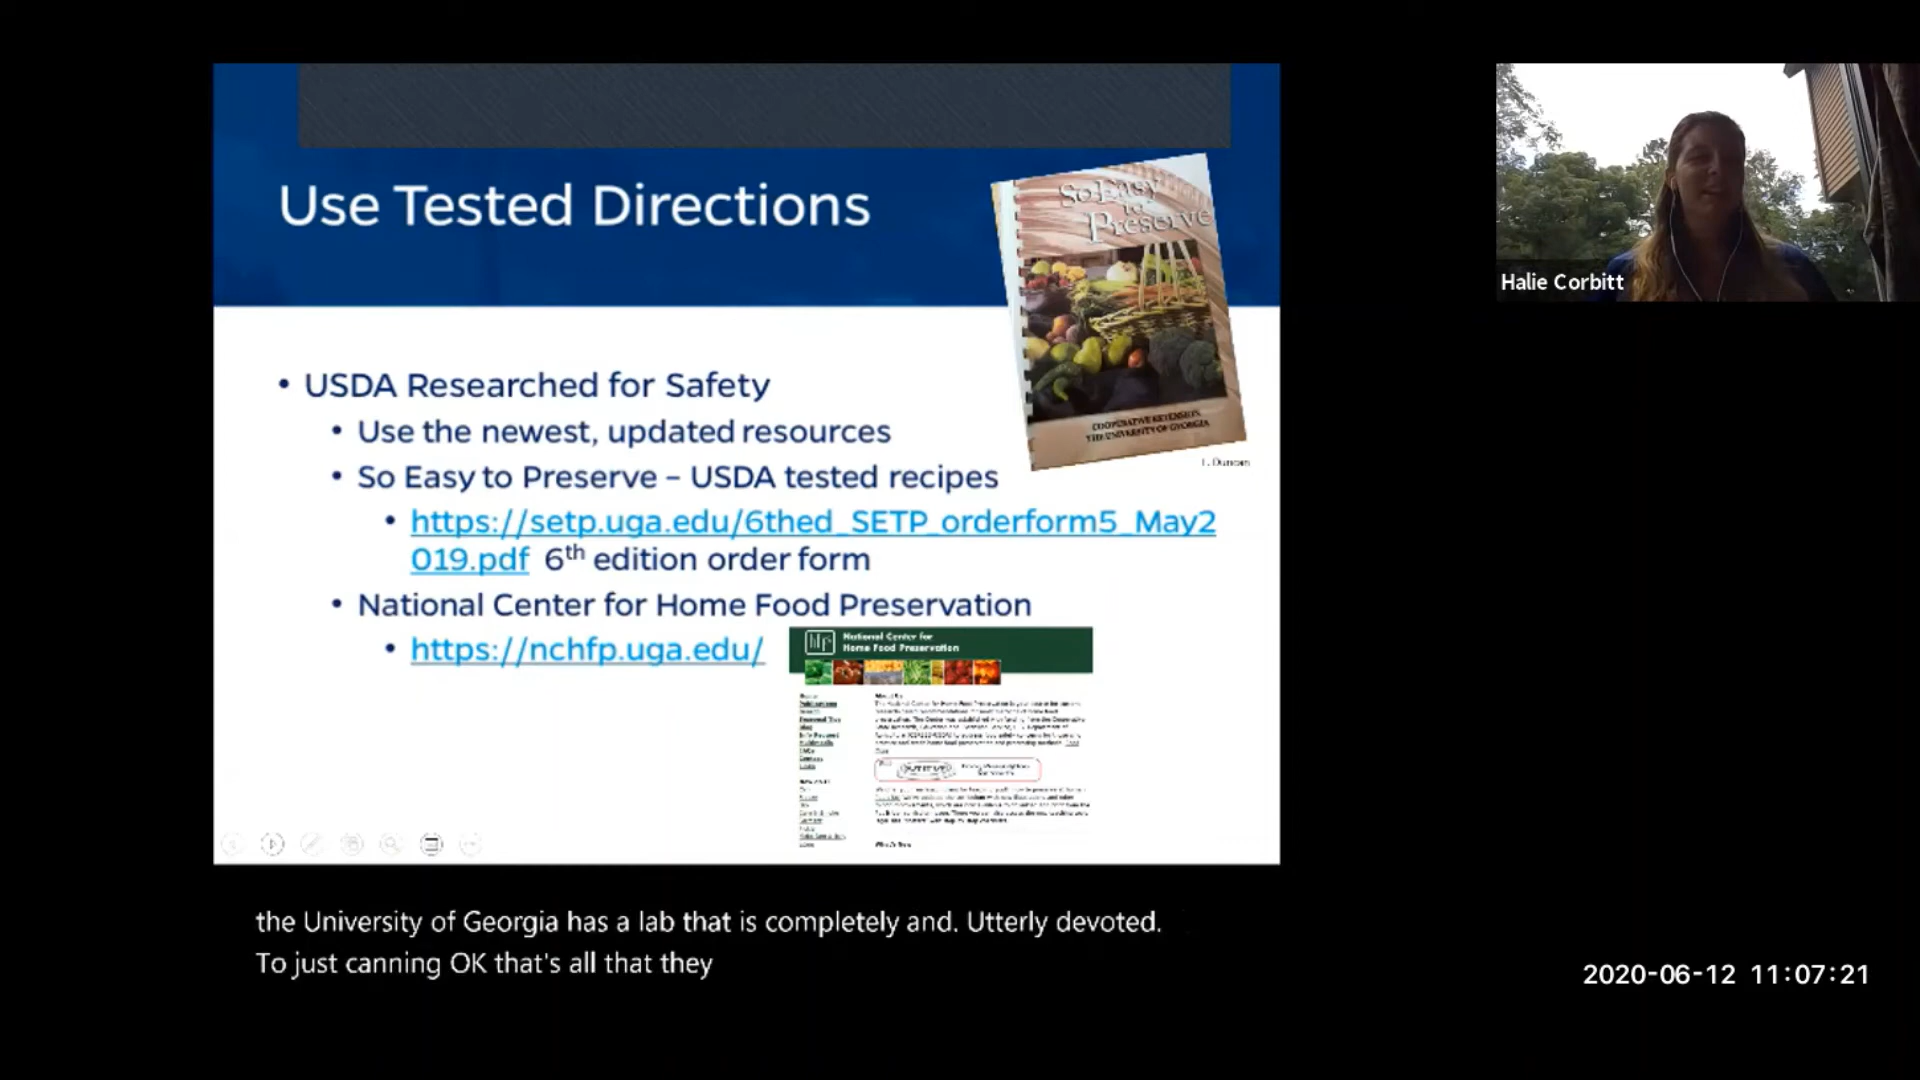 Use Tested Directions
So Easy
to
Preserve
COOPERATIVE EXTENSION
THE UNIVERSITY OF GEORGIA
Duncan
• USDA Researched for Safety
• Use the newest, updated resources
• So Easy to Preserve – USDA tested recipes
• https://setp.uga.edu/6thed_SETP_orderform5_May2
019.pdf 6th edition order form
• National Center for Home Food Preservation
• https://nchfp.uga.edu/
National Center for
Home Food Preservation
Halie Corbitt
the University of Georgia has a lab that is completely and. Utterly devoted.
To just canning OK that's all that they
2020-06-12 11:07:21